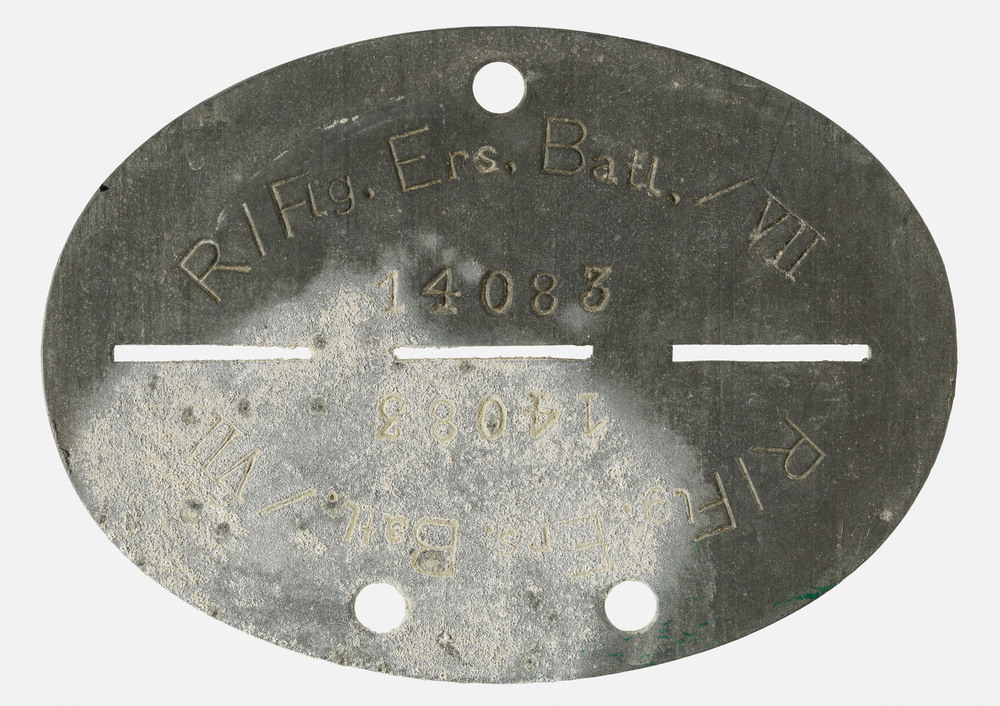 R/Flg. Ers. Batl. / VII
14083
14083
R/Flg. Ers. Batl. / VII